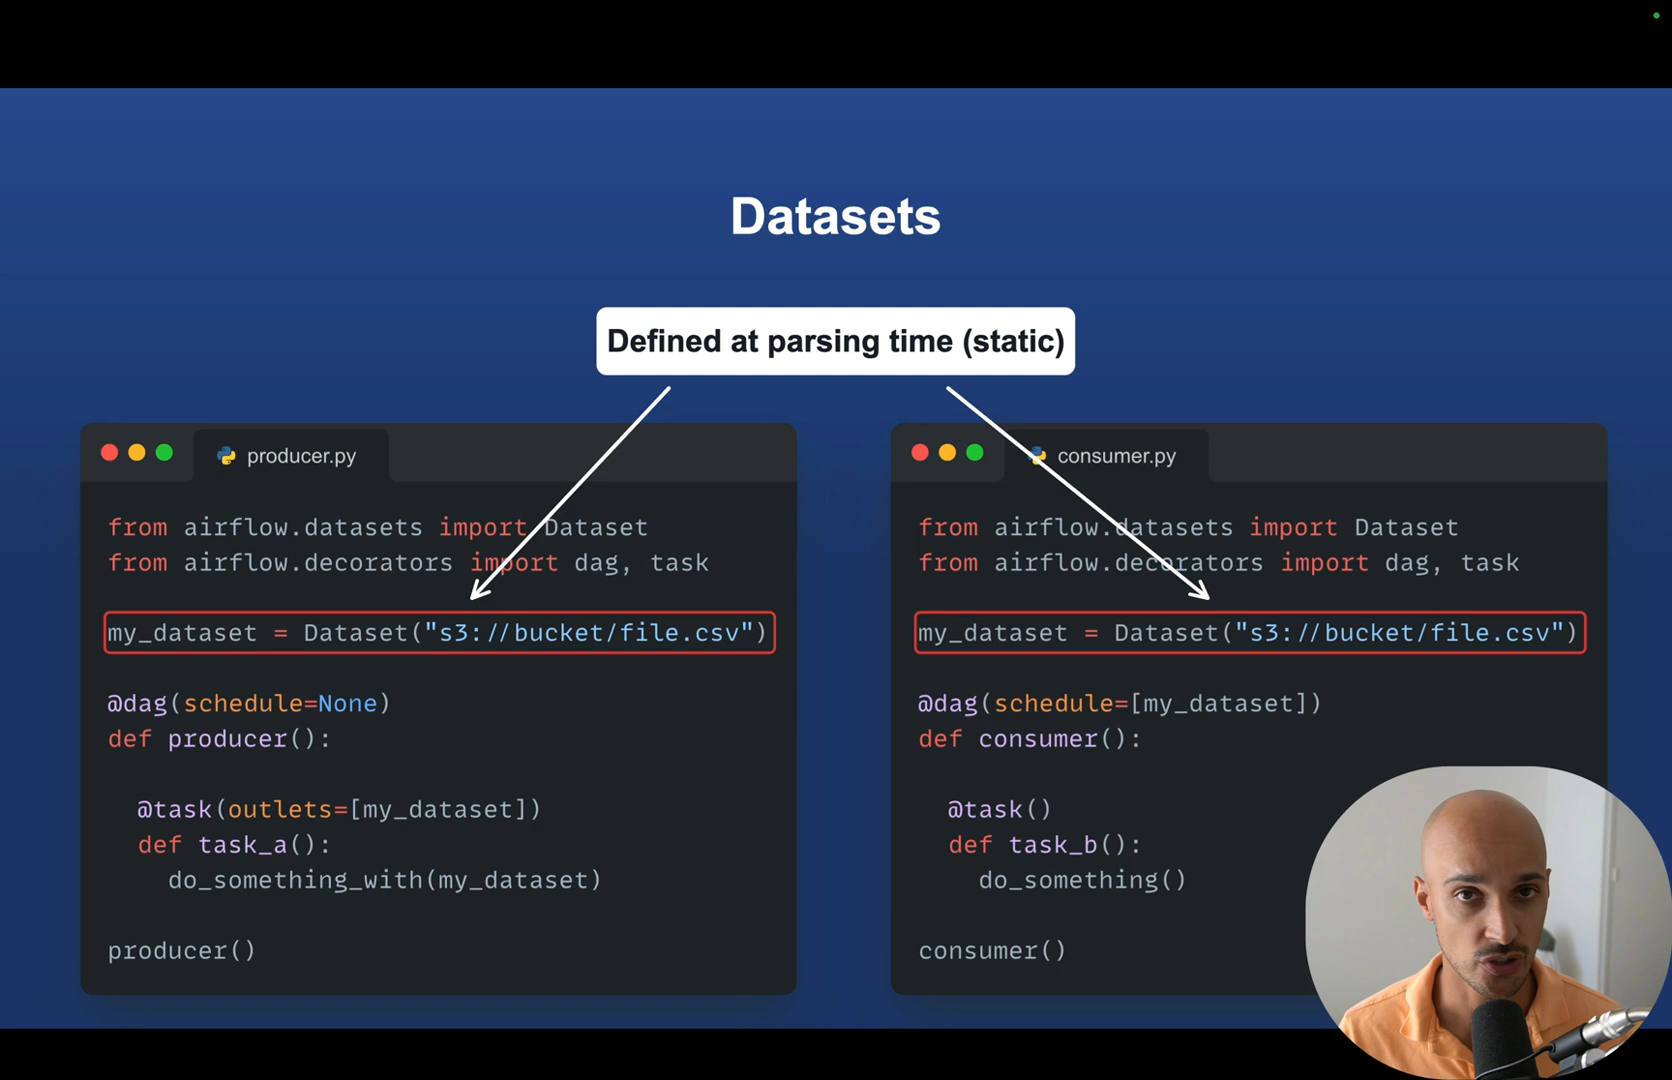 Datasets
Defined at parsing time (static)
producer.py
from airflow.datasets import Dataset
from airflow.decorators import dag, task
my_dataset = Dataset("s3://bucket/file.csv")
@dag(schedule=None)
def producer():
@task(outlets=[my_dataset])
def task_a():
do_something_with(my_dataset)
producer()
consumer.py
from airflow.datasets import Dataset
from airflow.decorators import dag, task
my_dataset = Dataset("s3://bucket/file.csv")
@dag(schedule=[my_dataset])
def consumer():
@task()
def task_b():
do_something()
consumer()